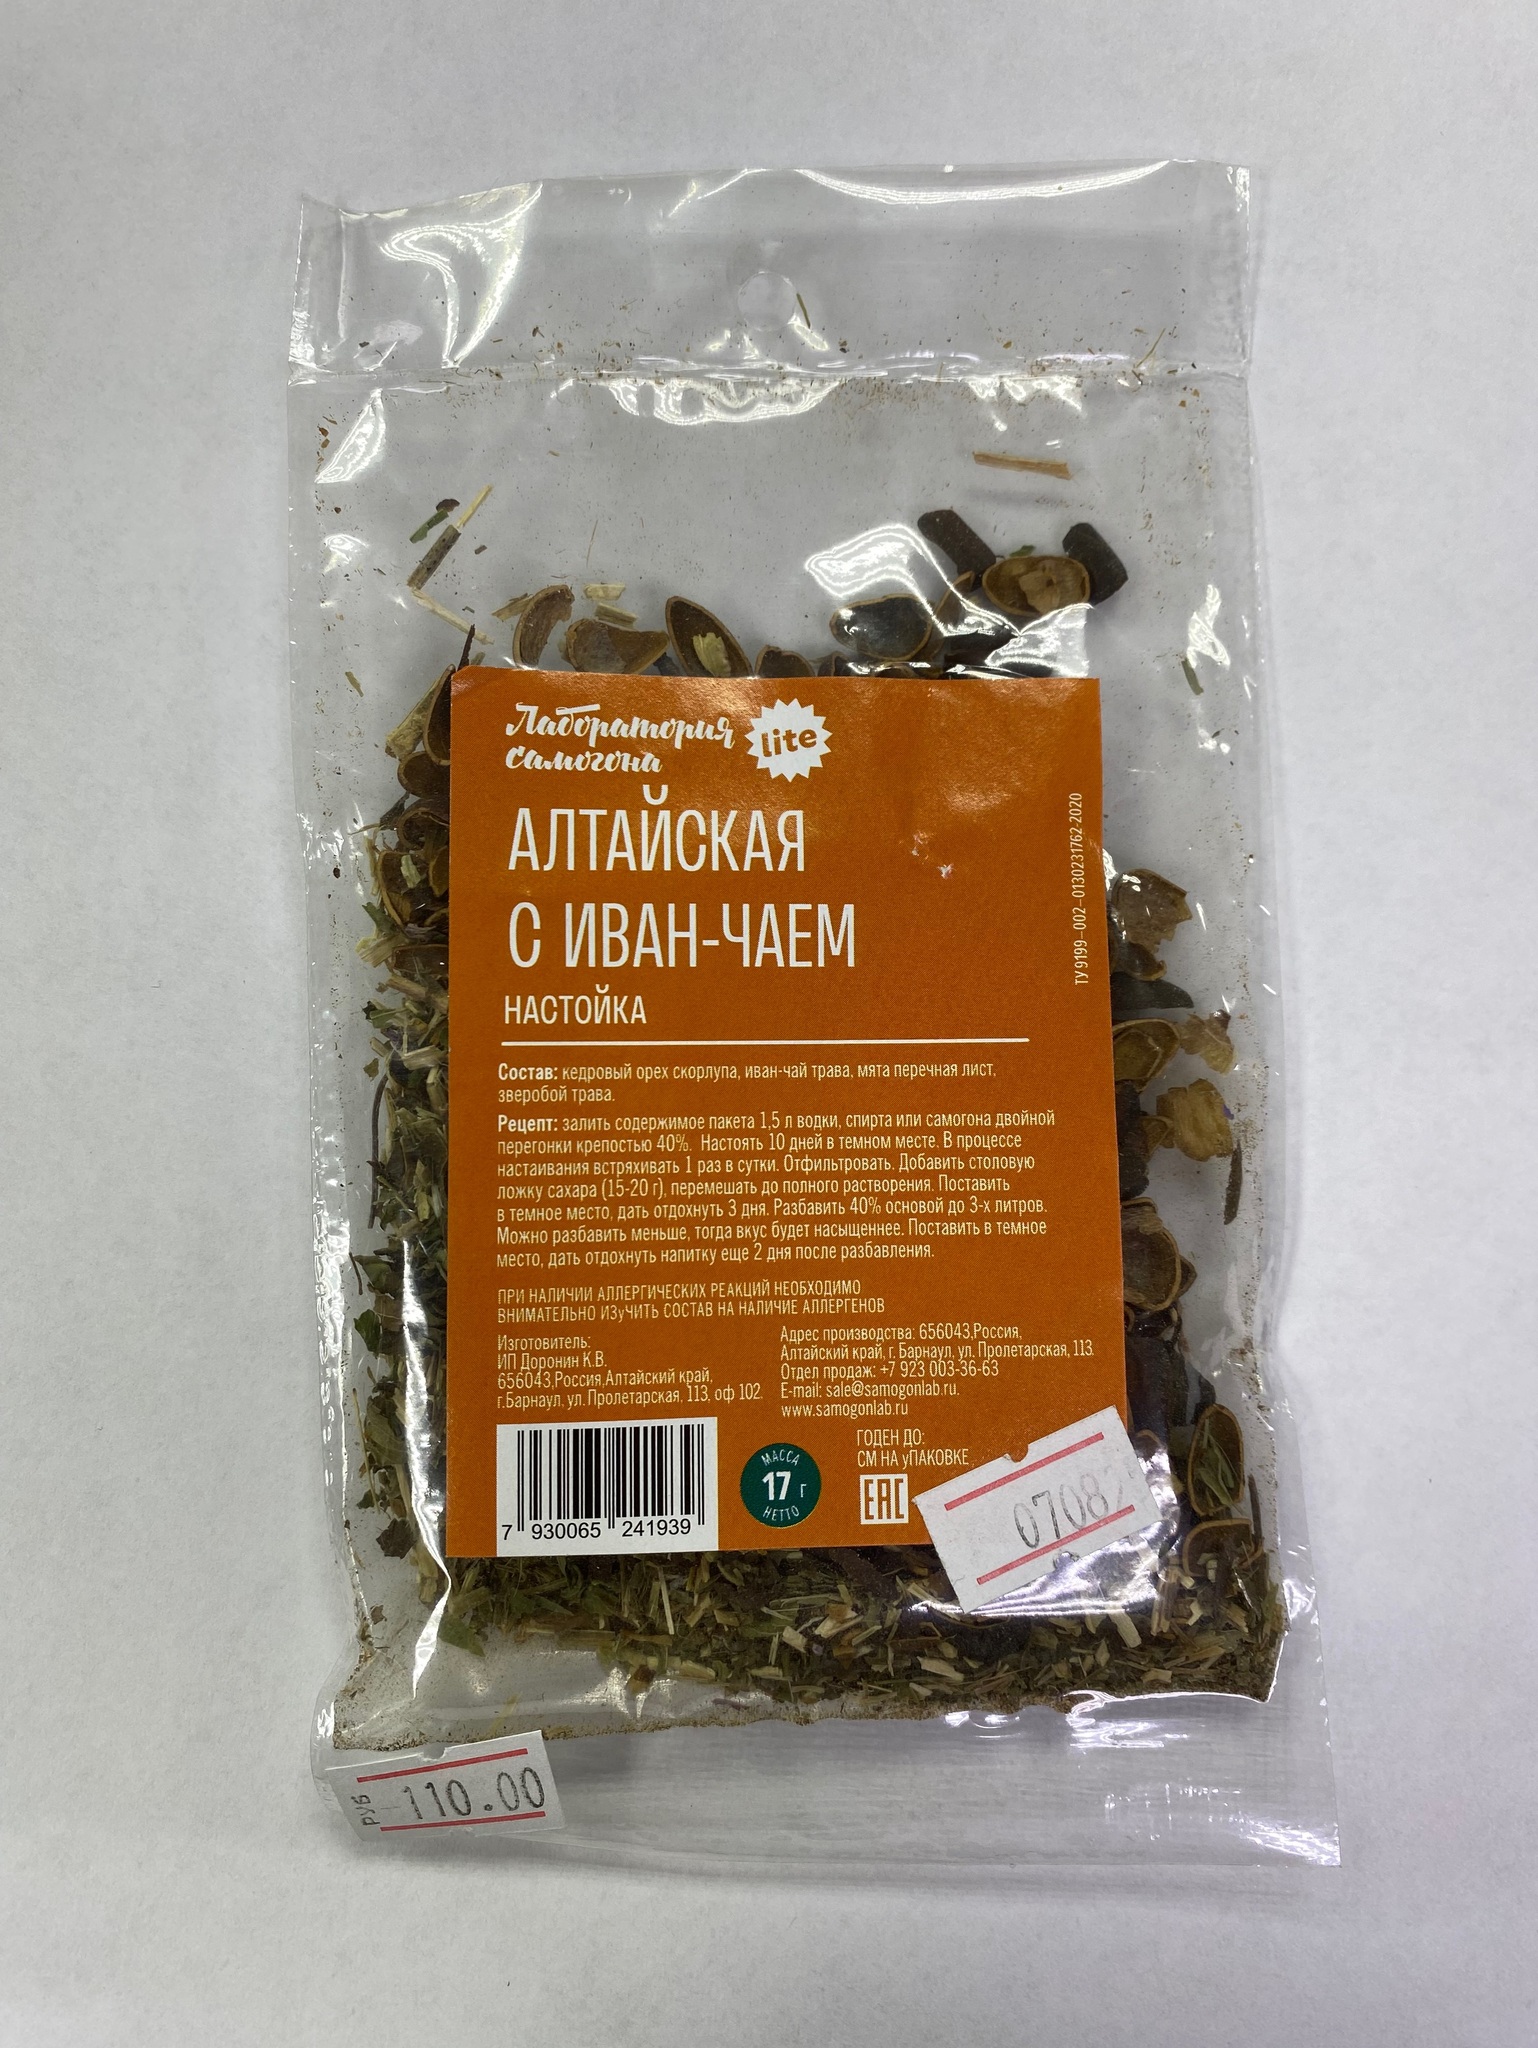 Лаборатория
самогона
lite
АЛТАЙСКАЯ
С ИВАН-ЧАЕМ
НАСТОЙКА
ТУ 9199-002-0130231762-2020
Состав: кедровый орех скорлупа, иван-чай трава, мята перечная лист,
зверобой трава.
Рецепт: залить содержимое пакета 1,5 л водки, спирта или самогона двойной
перегонки крепостью 40%. Настоять 10 дней в темном месте. В процессе
настаивания встряхивать 1 раз в сутки. Отфильтровать. Добавить столовую
ложку сахара (15-20 г), перемешать до полного растворения. Поставить
в темное место, дать отдохнуть 3 дня. Разбавить 40% основой до 3-х литров.
Можно разбавить меньше, тогда вкус будет насыщеннее. Поставить в темное
место, дать отдохнуть напитку еще 2 дня после разбавления.
ПРИ НАЛИЧИИ АЛЛЕРГИЧЕСКИХ РЕАКЦИЙ НЕОБХОДИМО
ВНИМАТЕЛЬНО ИЗуЧИТЬ СОСТАВ НА НАЛИЧИЕ АЛЛЕРГЕНОВ
Изготовитель:
ИП Доронин К.В.
656043,Россия,Алтайский край,
г.Барнаул, ул. Пролетарская, 113, оф 102.
Адрес производства: 656043,Россия,
Алтайский край, г. Барнаул, ул. Пролетарская, 113.
Отдел продаж: +7 923 003-36-63
E-mail: sale@samogonlab.ru.
www.samogonlab.ru
7 930065 241939
МАССА
17 г
НЕТТО
ГОДЕН ДО:
СМ НА уПАКОВКЕ
EAC
0708
руб 110.00